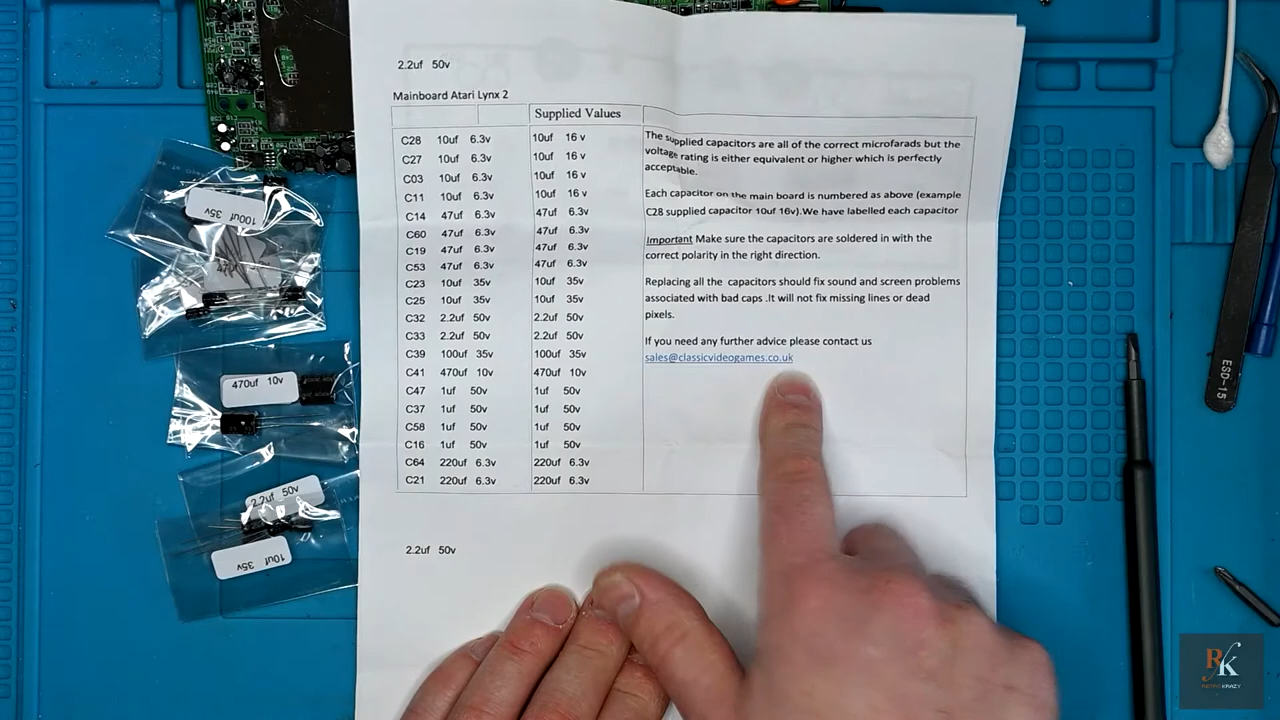 2.2uf 50v
Mainboard Atari Lynx 2
Supplied Values
C28 10uf 6.3v 10uf 16 v
C27 10uf 6.3v 10uf 16 v
C03 10uf 6.3v 10uf 16 v
C11 10uf 6.3v 10uf 16 v
C14 47uf 6.3v 47uf 6.3v
C60 47uf 6.3v 47uf 6.3v
C19 47uf 6.3v 47uf 6.3v
C53 47uf 6.3v 47uf 6.3v
C23 10uf 35v 10uf 35v
C25 10uf 35v 10uf 35v
C32 2.2uf 50v 2.2uf 50v
C33 2.2uf 50v 2.2uf 50v
C39 100uf 35v 100uf 35v
C41 470uf 10v 470uf 10v
C47 1uf 50v 1uf 50v
C37 1uf 50v 1uf 50v
C58 1uf 50v 1uf 50v
C16 1uf 50v 1uf 50v
C64 220uf 6.3v 220uf 6.3v
C21 220uf 6.3v 220uf 6.3v
The supplied capacitors are all of the correct microfarads but the
voltage rating is either equivalent or higher which is perfectly
acceptable.
Each capacitor on the main board is numbered as above (example
C28 supplied capacitor 10uf 16v).We have labelled each capacitor
Important Make sure the capacitors are soldered in with the
correct polarity in the right direction.
Replacing all the capacitors should fix sound and screen problems
associated with bad caps .It will not fix missing lines or dead
pixels.
If you need any further advice please contact us
sales@classicvideogames.co.uk
2.2uf 50v
100uf 35v
470uf 10v
2.2uf 50v
10uf 35v
ESD-15
RK
RETRO KRAZY